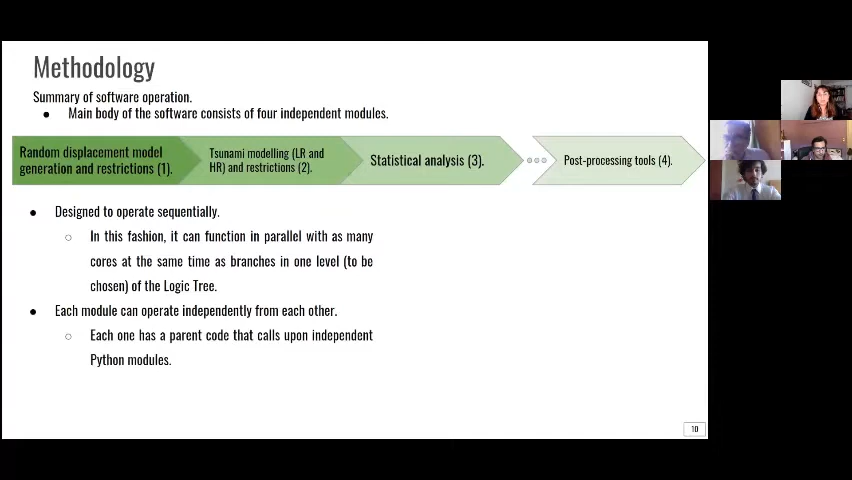 Methodology
Summary of software operation.
● Main body of the software consists of four independent modules.
Random displacement model
generation and restrictions (1).
Tsunami modelling (LR and
HR) and restrictions (2).
Statistical analysis (3).
Post-processing tools (4).
● Designed to operate sequentially.
○ In this fashion, it can function in parallel with as many
cores at the same time as branches in one level (to be
chosen) of the Logic Tree.
● Each module can operate independently from each other.
○ Each one has a parent code that calls upon independent
Python modules.
10